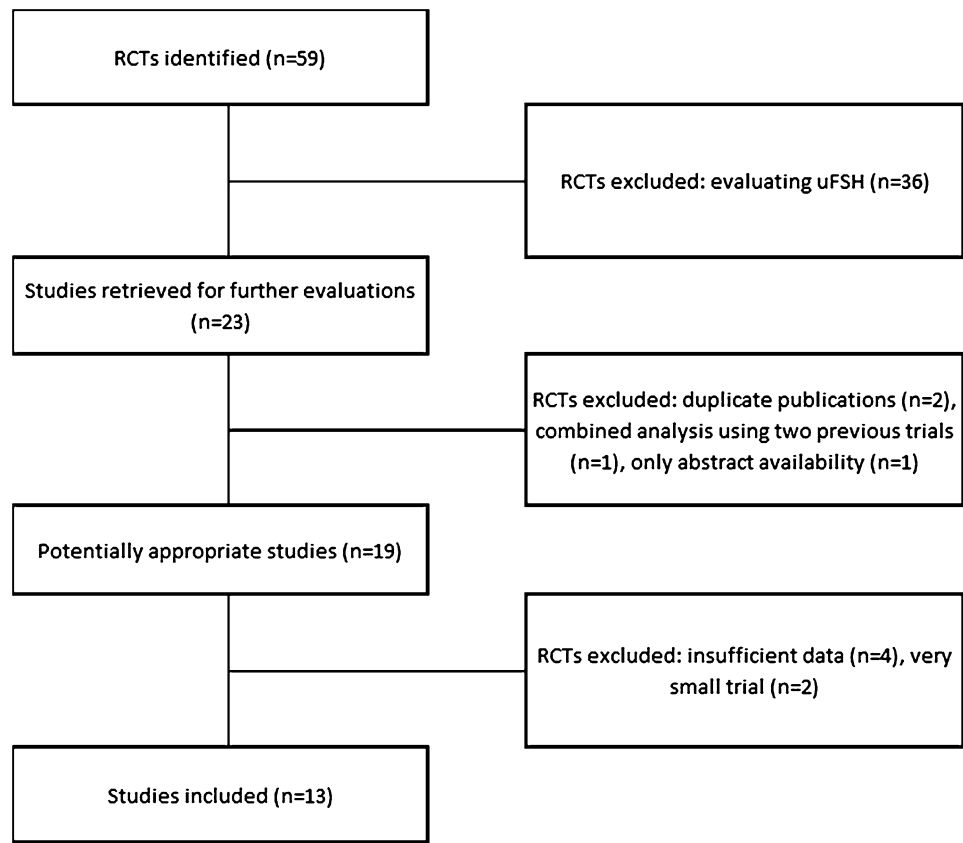 RCTs identified (n=59)
RCTs excluded: evaluating uFSH (n=36)
Studies retrieved for further evaluations
(n=23)
RCTs excluded: duplicate publications (n=2),
combined analysis using two previous trials
(n=1), only abstract availability (n=1)
Potentially appropriate studies (n=19)
RCTs excluded: insufficient data (n=4), very
small trial (n=2)
Studies included (n=13)